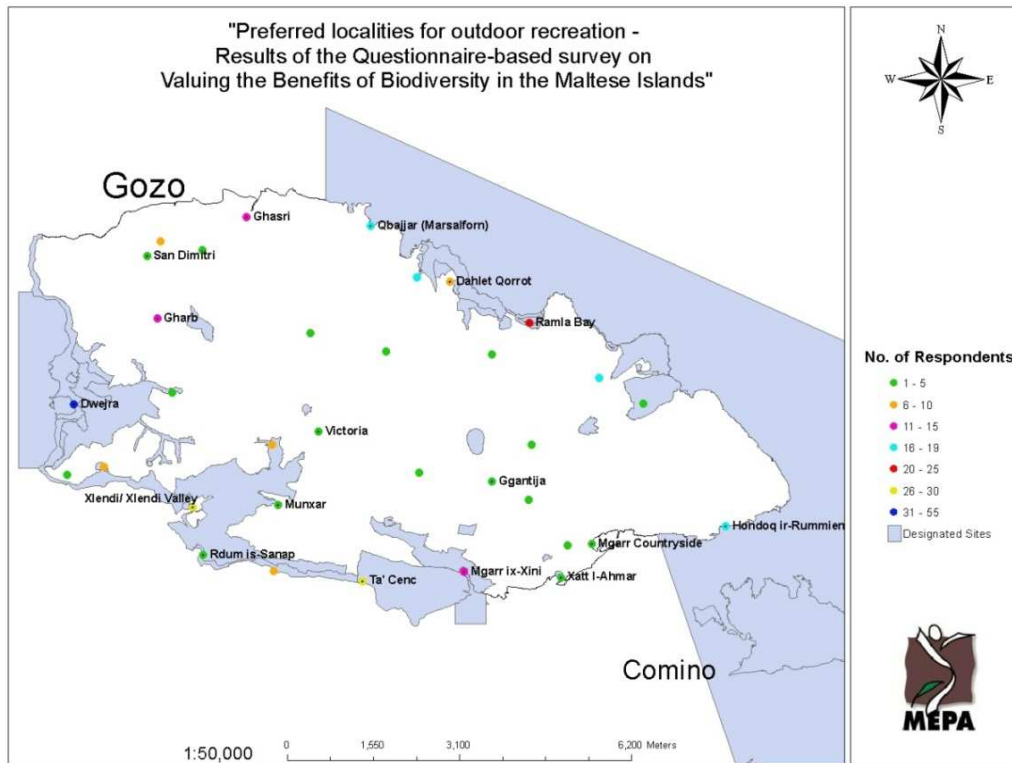 "Preferred localities for outdoor recreation -
Results of the Questionnaire-based survey on
Valuing the Benefits of Biodiversity in the Maltese Islands"
N
W E
S
Gozo
Ghasri
Qbajjar (Marsalforn)
San Dimitri
Dahlet Qorrot
Gharb
Ramla Bay
Dwejra
Victoria
Ggantija
Xlendi/ Xlendi Valley
Munxar
Hondoq ir-Rummien
Mgarr Countryside
Rdum is-Sanap
Ta' Cenc
Mgarr ix-Xini
Xatt l-Ahmar
Comino
No. of Respondents
1 - 5
6 - 10
11 - 15
16 - 19
20 - 25
26 - 30
31 - 55
Designated Sites
MEPA
1:50,000
0 1,550 3,100 6,200 Meters